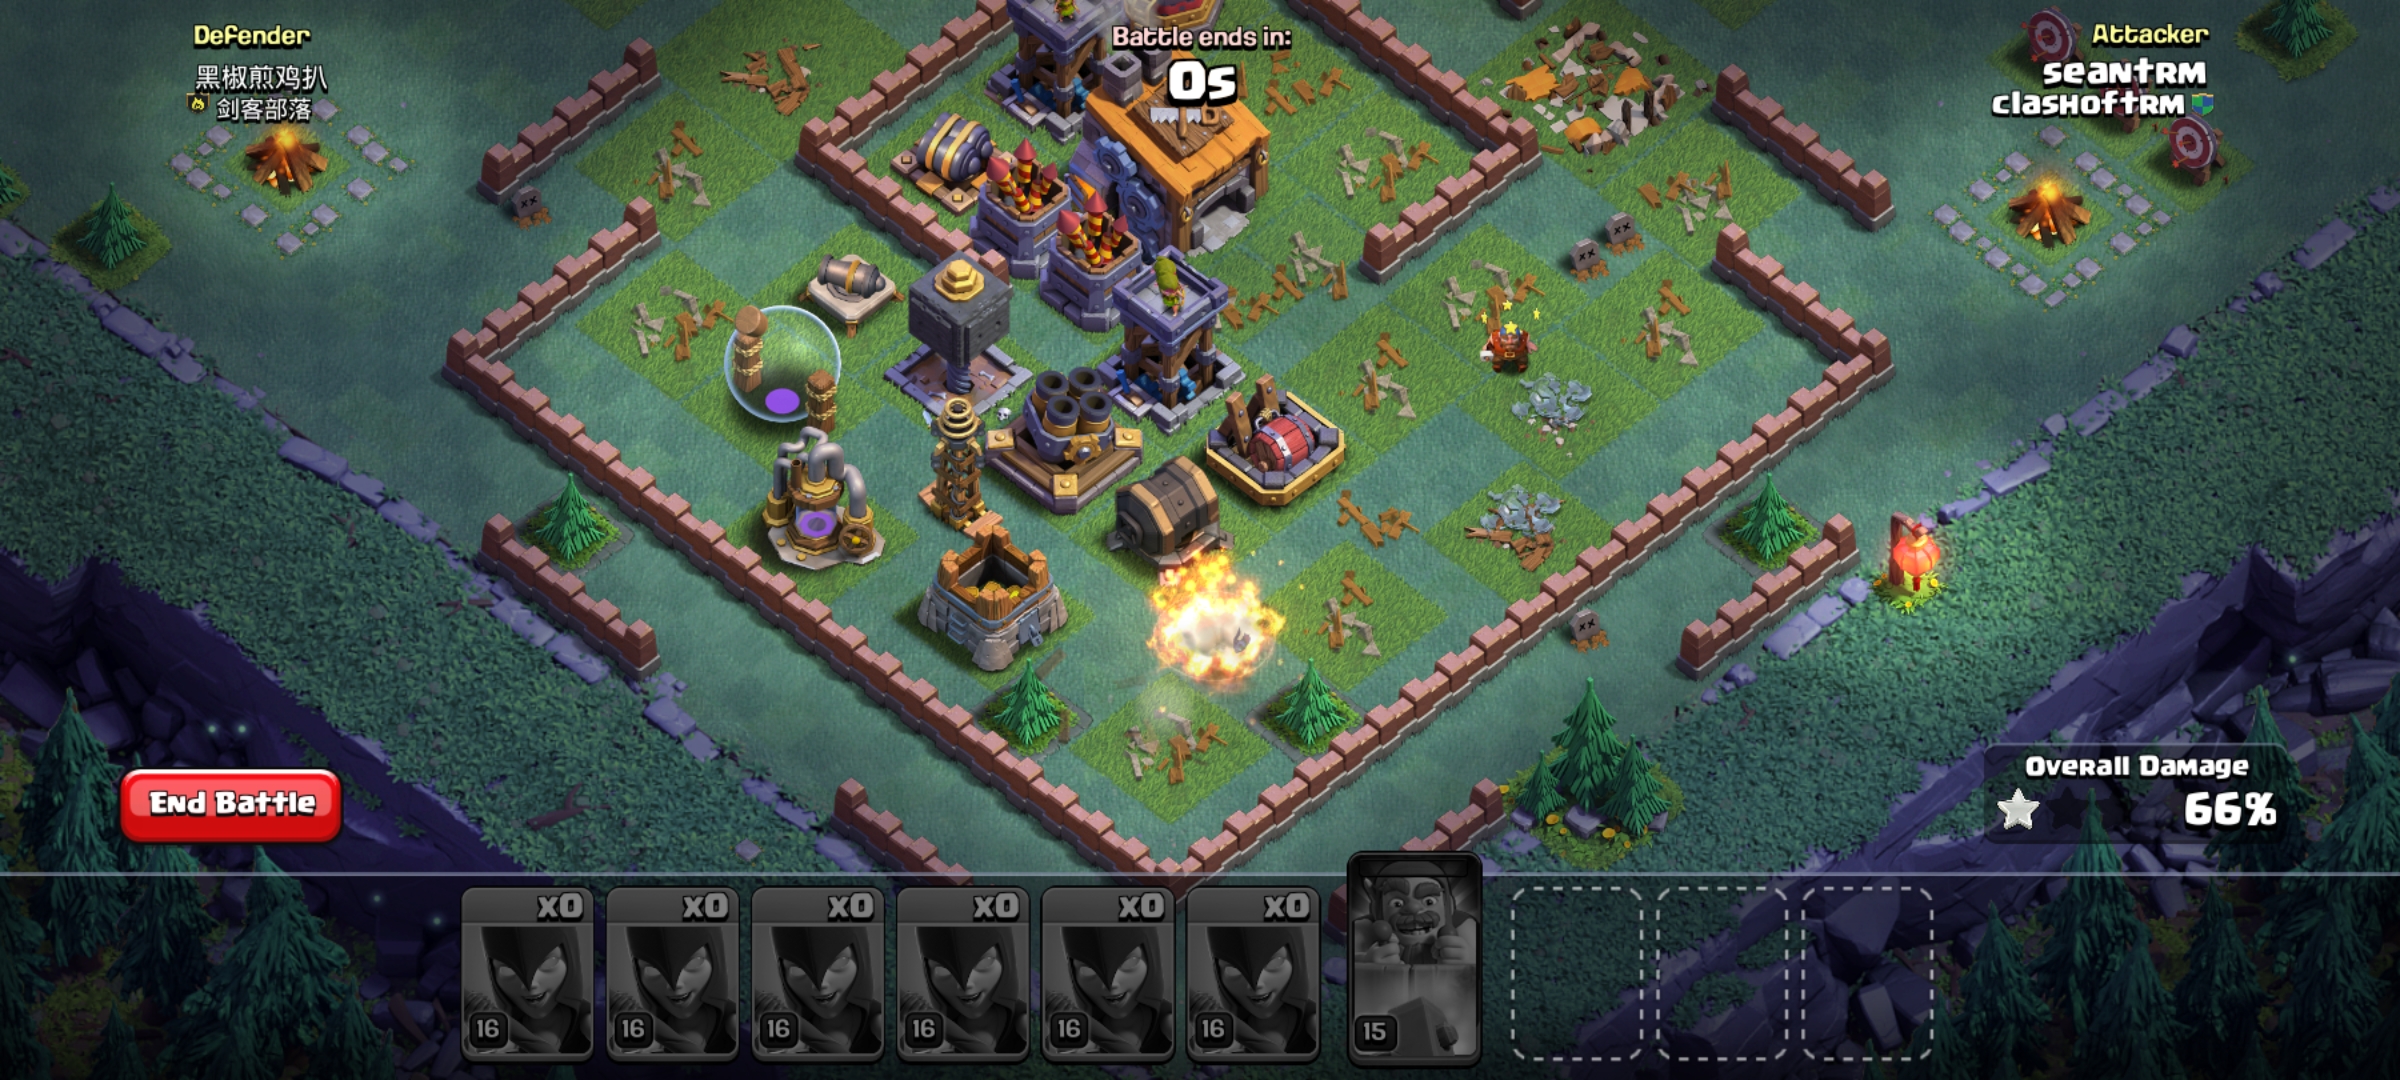 Defender
黑椒煎鸡扒
剑客部落
Battle ends in:
0s
Attacker
seantRM
clashoftRM
End Battle
Overall Damage
66%
x0 x0 x0 x0 x0 x0
16 16 16 16 16 16 15